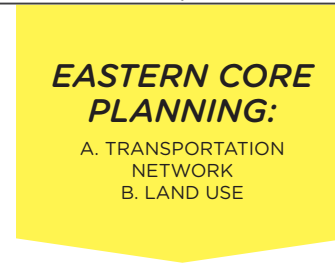 EASTERN CORE
PLANNING:
A. TRANSPORTATION
NETWORK
B. LAND USE